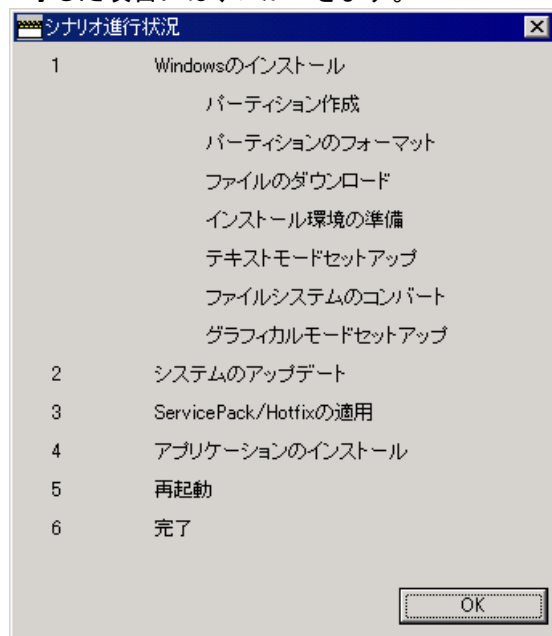 シナリオ進行状況
1 Windowsのインストール
パーティション作成
パーティションのフォーマット
ファイルのダウンロード
インストール環境の準備
テキストモードセットアップ
ファイルシステムのコンバート
グラフィカルモードセットアップ
2 システムのアップデート
3 ServicePack/Hotfixの適用
4 アプリケーションのインストール
5 再起動
6 完了
OK